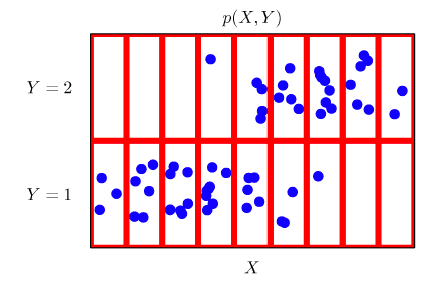 p(X, Y)
Y = 2
Y = 1
X